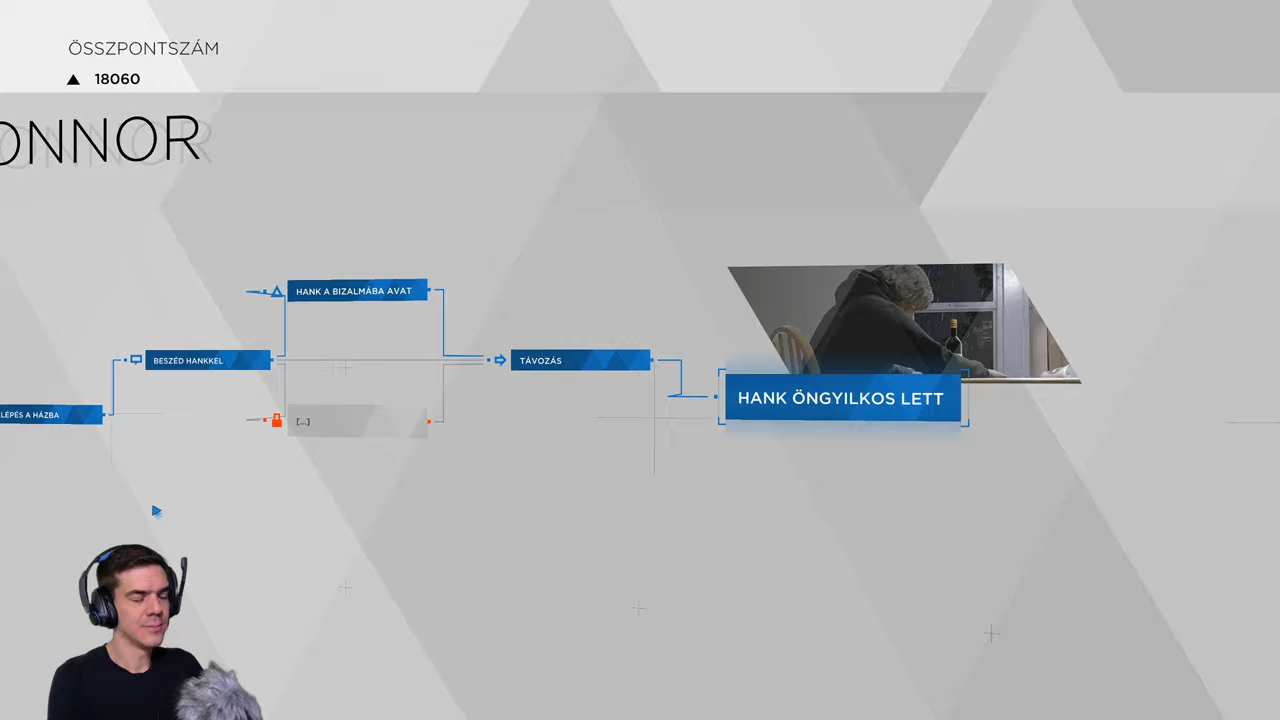 ÖSSZPONTSZÁM
18060
ONNOR
HANK A BIZALMÁBA AVAT
BESZÉD HANKKEL
TÁVOZÁS
HANK ÖNGYILKOS LETT
LÉPÉS A HÁZBA
[...]